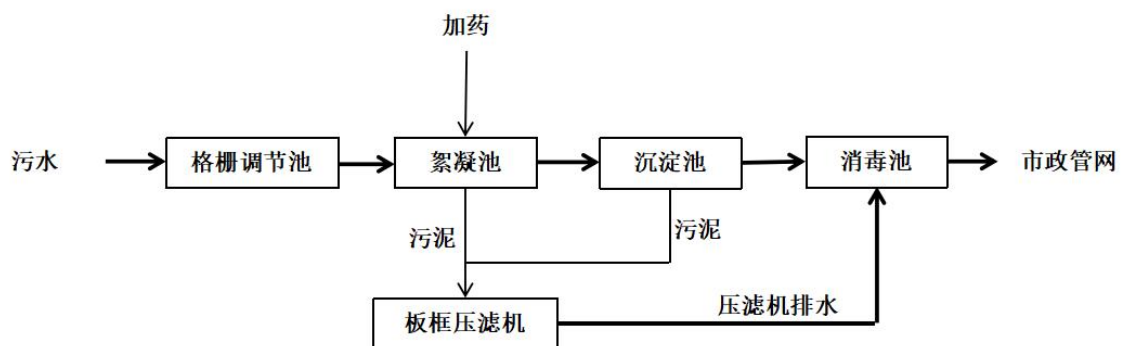 加药
污水
格栅调节池
絮凝池
沉淀池
消毒池
市政管网
污泥
污泥
压滤机排水
板框压滤机